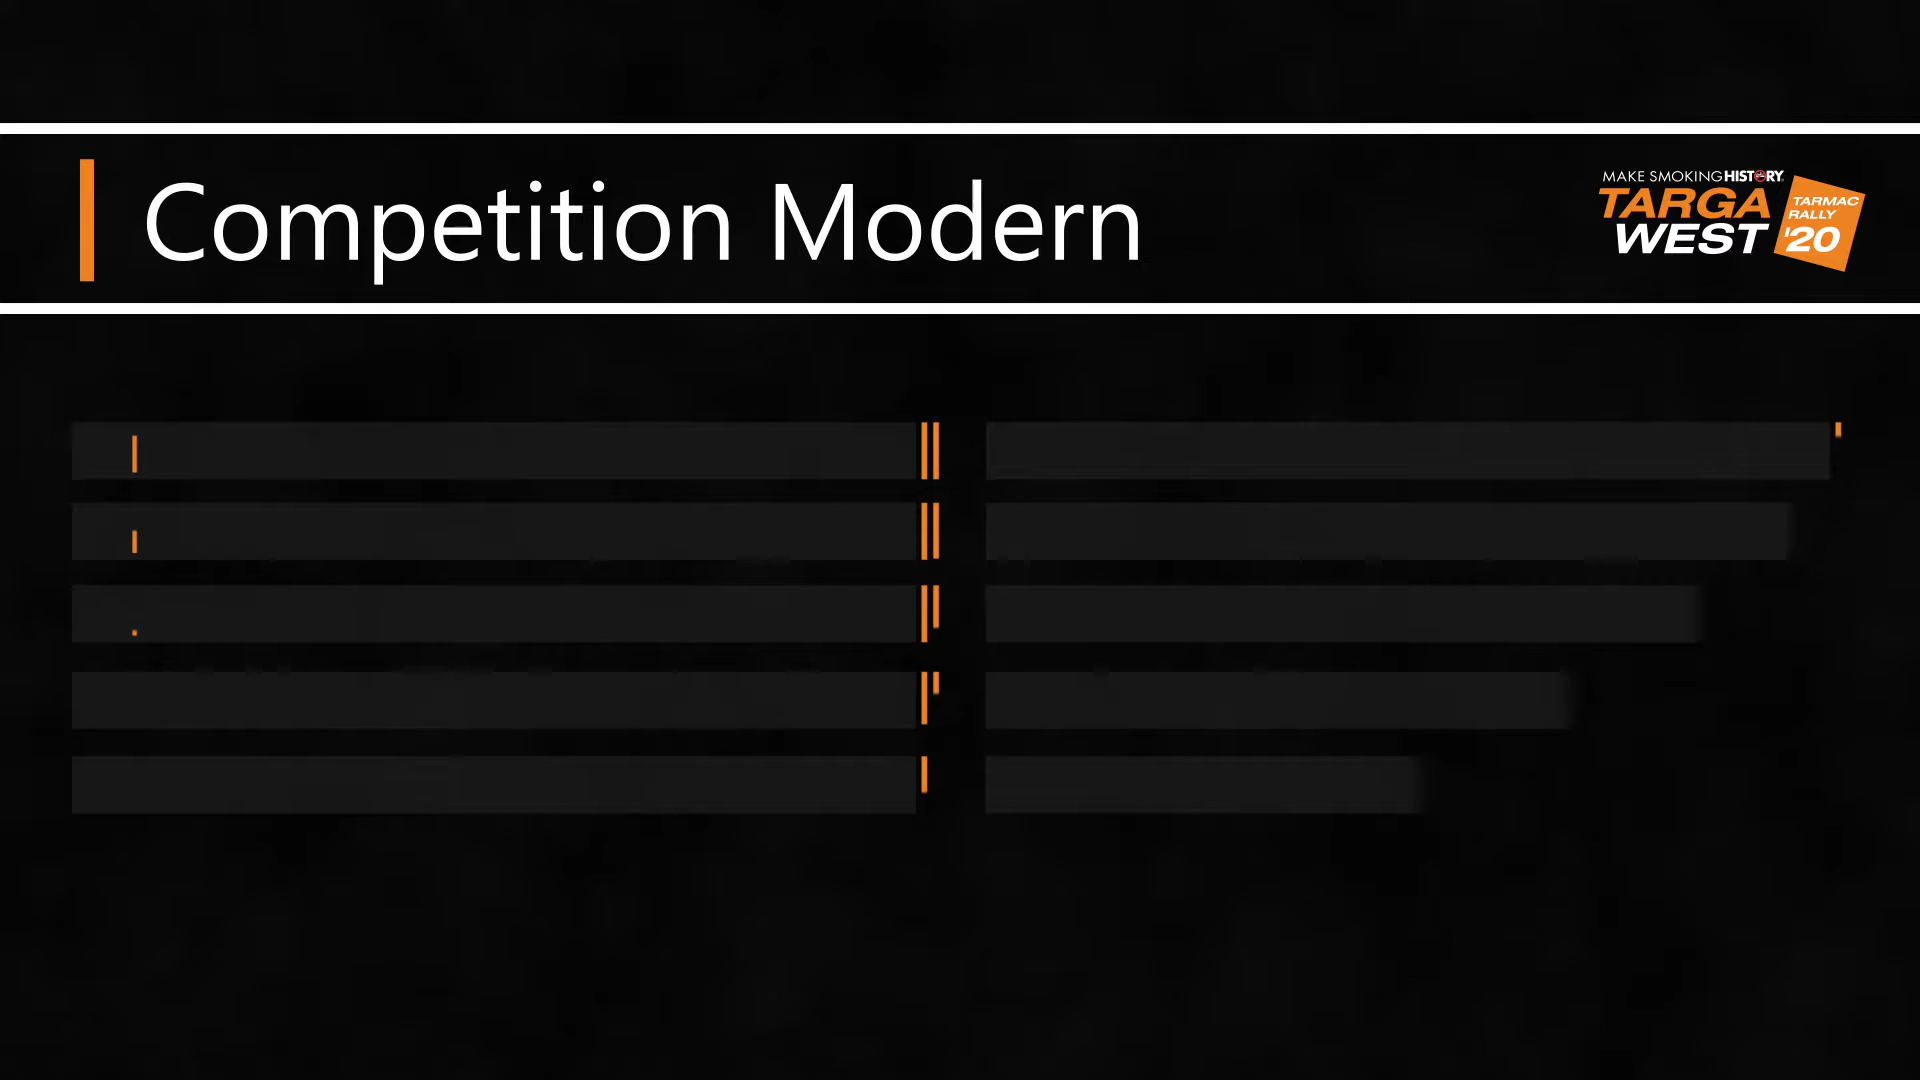 Competition Modern
MAKE SMOKING HISTORY
TARGA
WEST
TARMAC
RALLY
'20